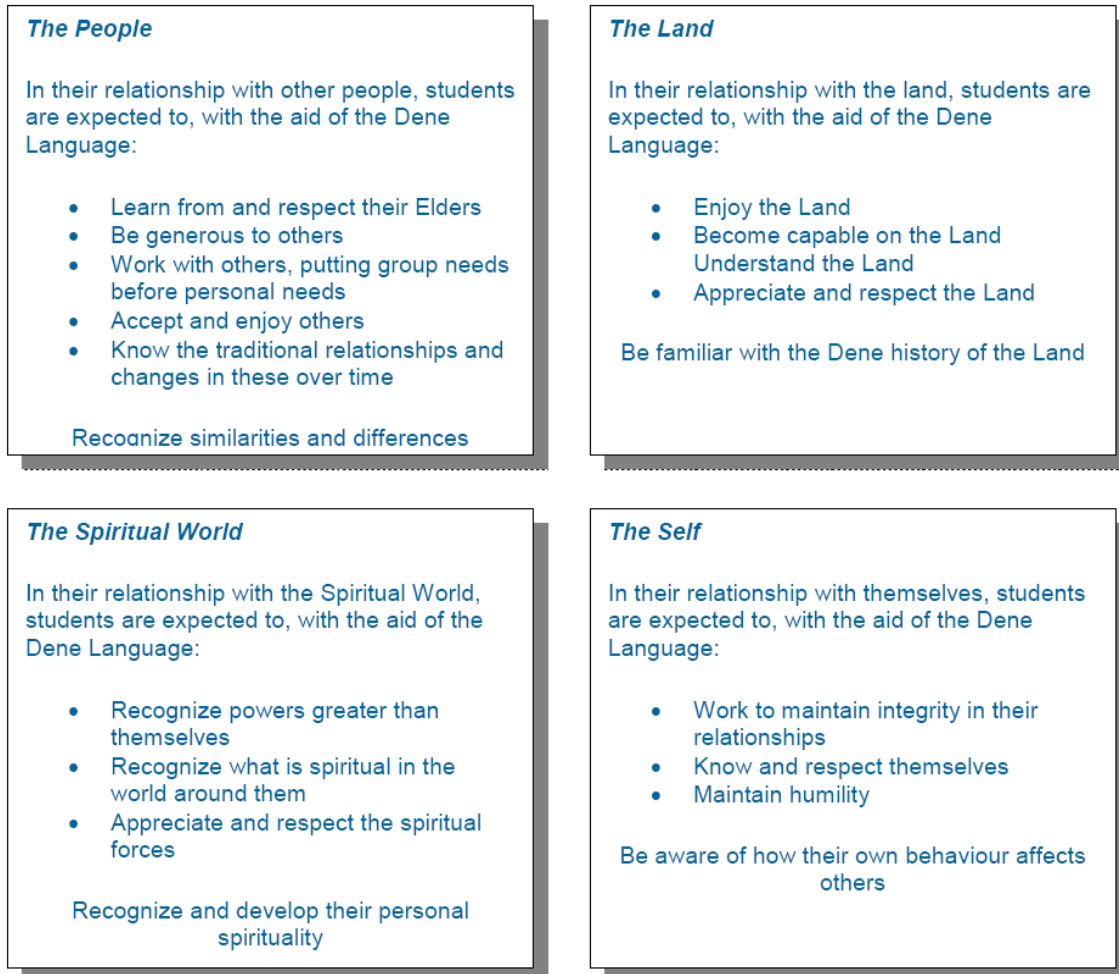 The People
In their relationship with other people, students
are expected to, with the aid of the Dene
Language:
• Learn from and respect their Elders
• Be generous to others
• Work with others, putting group needs
before personal needs
• Accept and enjoy others
• Know the traditional relationships and
changes in these over time
Recognize similarities and differences
The Land
In their relationship with the land, students are
expected to, with the aid of the Dene
Language:
• Enjoy the Land
• Become capable on the Land
Understand the Land
• Appreciate and respect the Land
Be familiar with the Dene history of the Land
The Spiritual World
In their relationship with the Spiritual World,
students are expected to, with the aid of the
Dene Language:
• Recognize powers greater than
themselves
• Recognize what is spiritual in the
world around them
• Appreciate and respect the spiritual
forces
Recognize and develop their personal
spirituality
The Self
In their relationship with themselves, students
are expected to, with the aid of the Dene
Language:
• Work to maintain integrity in their
relationships
• Know and respect themselves
• Maintain humility
Be aware of how their own behaviour affects
others